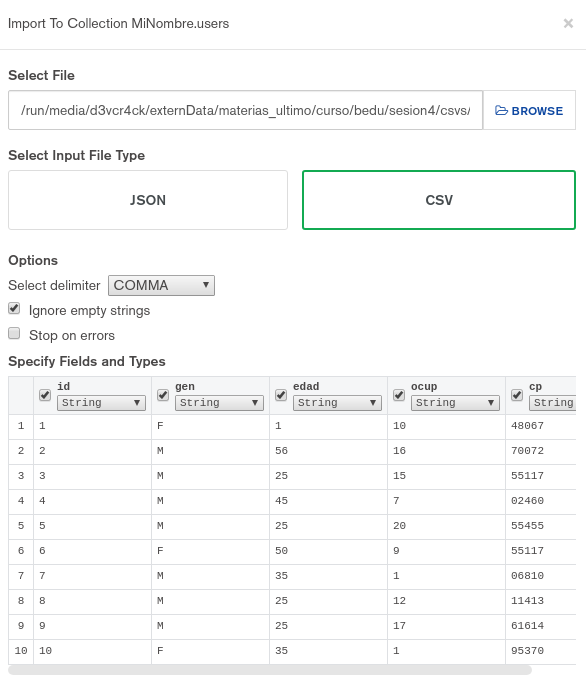 Import To Collection MiNombre.users ×
Select File
/run/media/d3vcr4ck/externData/materias_ultimo/curso/bedu/sesion4/csvs/ BROWSE
Select Input File Type
JSON CSV
Options
Select delimiter COMMA
Ignore empty strings
Stop on errors
Specify Fields and Types
id gen edad ocup cp
String String String String String
1 1 F 1 10 48067
2 2 M 56 16 70072
3 3 M 25 15 55117
4 4 M 45 7 02460
5 5 M 25 20 55455
6 6 F 50 9 55117
7 7 M 35 1 06810
8 8 M 25 12 11413
9 9 M 25 17 61614
10 10 F 35 1 95370